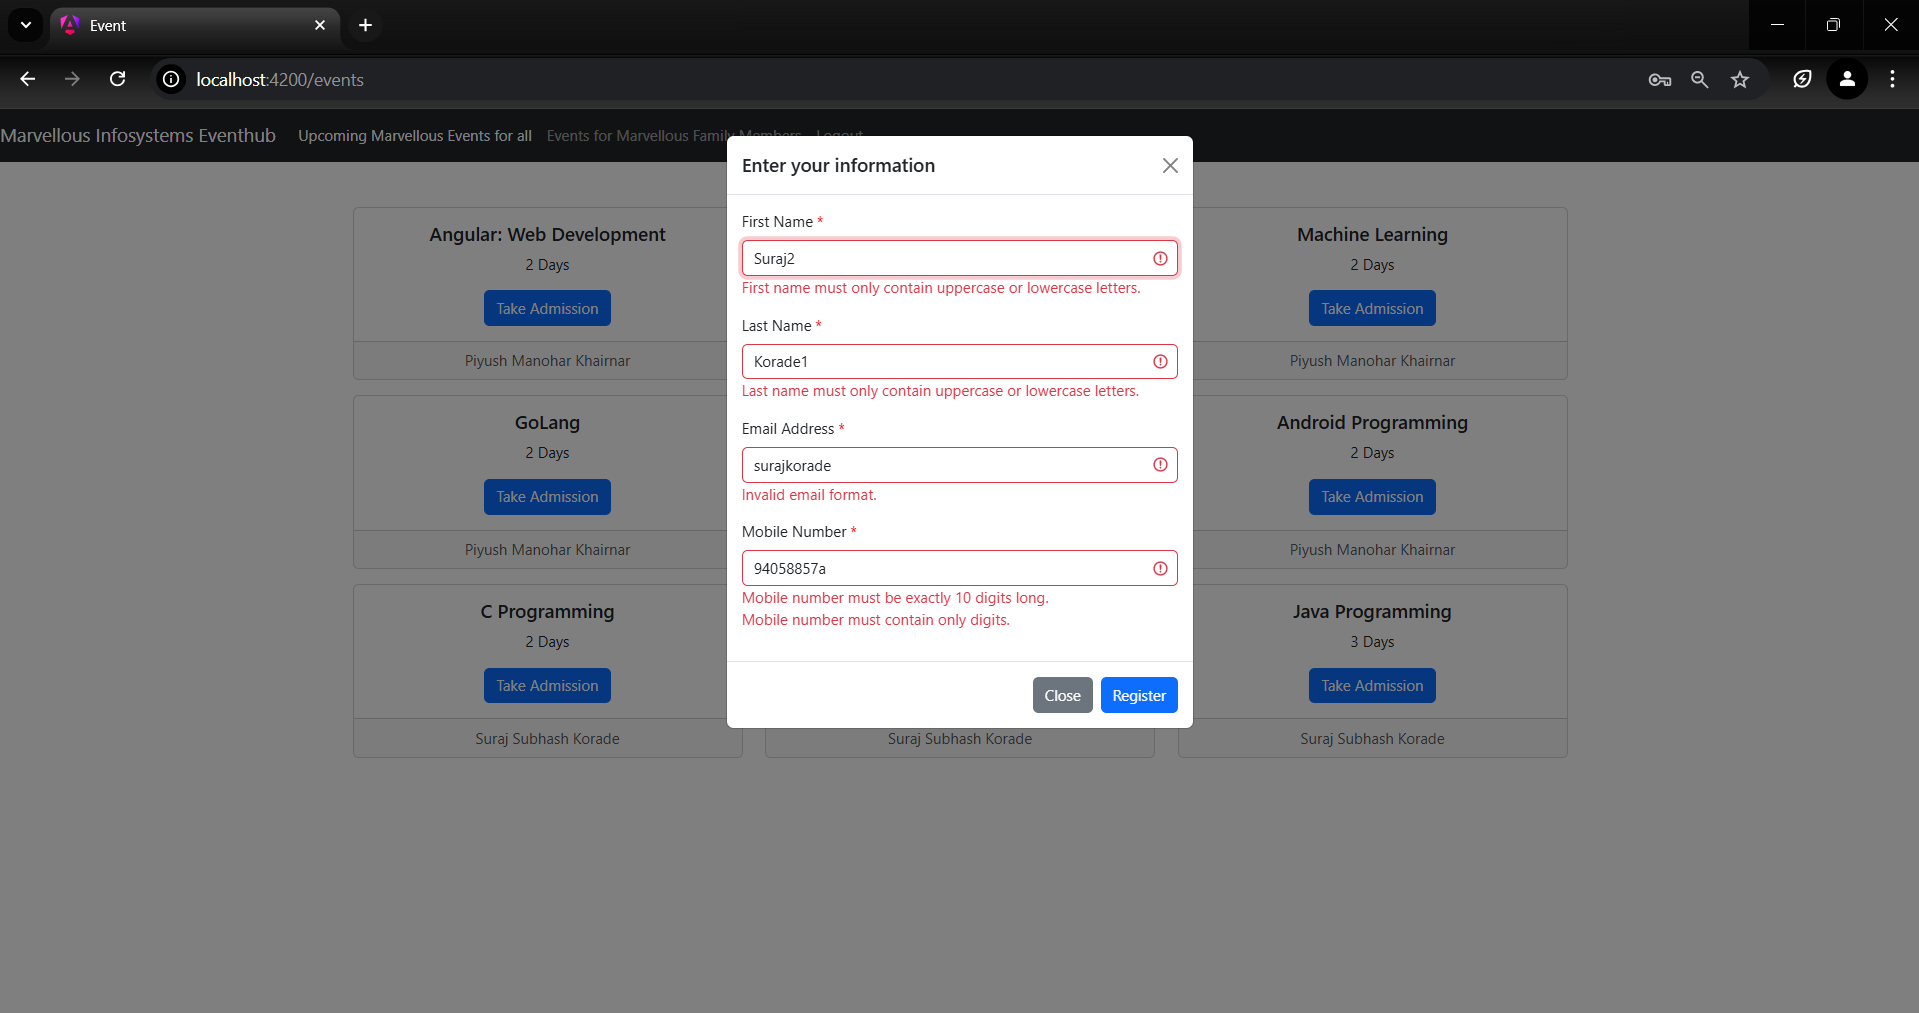 Event
localhost:4200/events
Marvellous Infosystems Eventhub Upcoming Marvellous Events for all Events for Marvellous Family Members Logout
Enter your information
First Name *
Suraj2
First name must only contain uppercase or lowercase letters.
Last Name *
Korade1
Last name must only contain uppercase or lowercase letters.
Email Address *
surajkorade
Invalid email format.
Mobile Number *
94058857a
Mobile number must be exactly 10 digits long.
Mobile number must contain only digits.
Close Register
Angular: Web Development
2 Days
Take Admission
Piyush Manohar Khairnar
Machine Learning
2 Days
Take Admission
Piyush Manohar Khairnar
GoLang
2 Days
Take Admission
Piyush Manohar Khairnar
Android Programming
2 Days
Take Admission
Piyush Manohar Khairnar
C Programming
2 Days
Take Admission
Suraj Subhash Korade
Suraj Subhash Korade
Java Programming
3 Days
Take Admission
Suraj Subhash Korade